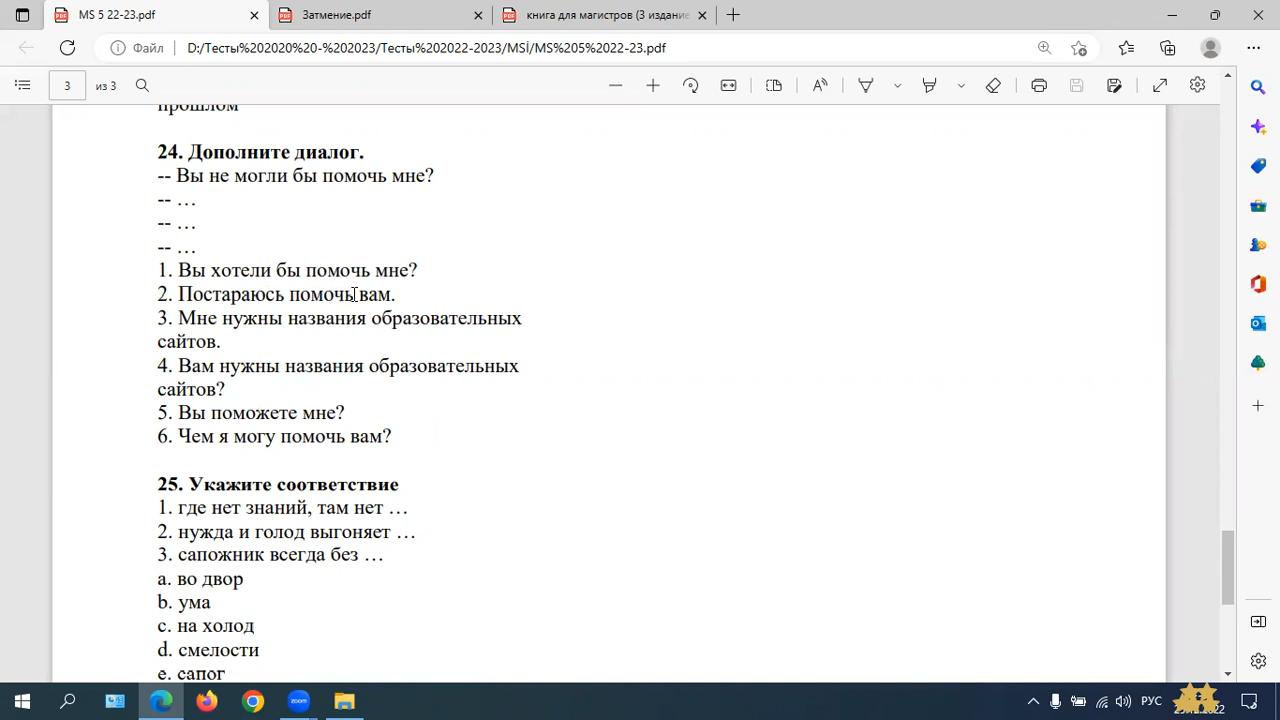 MS 5 22-23.pdf
Затмение.pdf
книга для магистров (3 издание
Файл
D:/Тесты%202020%20-%202023/Тесты%202022-2023/MSİ/MS%205%2022-23.pdf
3
из 3
прошлом
24. Дополните диалог.
-- Вы не могли бы помочь мне?
-- …
-- …
-- …
1. Вы хотели бы помочь мне?
2. Постараюсь помочь вам.
3. Мне нужны названия образовательных
сайтов.
4. Вам нужны названия образовательных
сайтов?
5. Вы поможете мне?
6. Чем я могу помочь вам?
25. Укажите соответствие
1. где нет знаний, там нет …
2. нужда и голод выгоняет …
3. сапожник всегда без …
a. во двор
b. ума
c. на холод
d. смелости
e. сапог
zoom
РУС